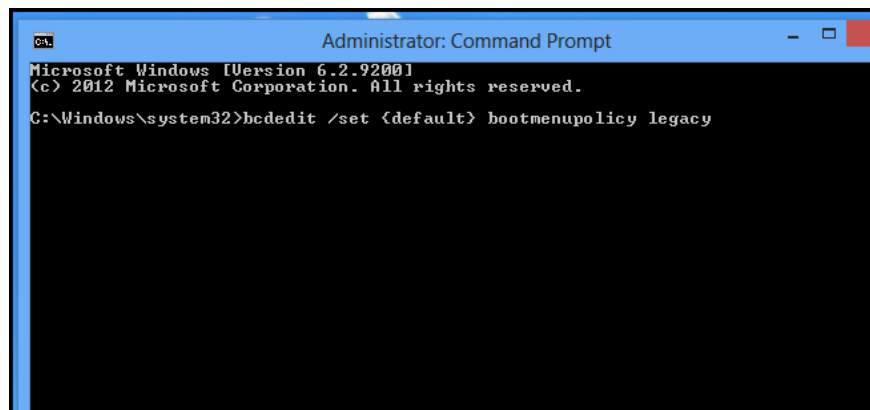 Administrator: Command Prompt
Microsoft Windows [Version 6.2.9200]
(c) 2012 Microsoft Corporation. All rights reserved.
C:\Windows\system32>bcdedit /set {default} bootmenupolicy legacy